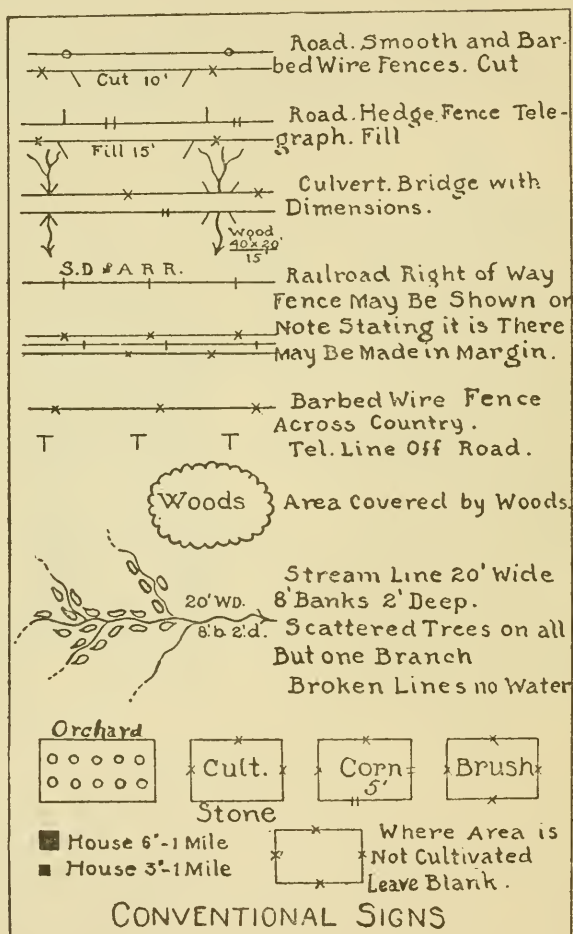 Road. Smooth and Bar-
bed Wire Fences. Cut
Cut 10'
Road. Hedge Fence Tele-
graph. Fill
Fill 15'
Culvert. Bridge with
Dimensions.
Wood
40' x 20'
15'
S.D & A R R.
Railroad Right of Way
Fence May Be Shown or
Note Stating it is There
May Be Made in Margin.
Barbed Wire Fence
Across Country.
T T T
Tel. Line Off Road.
Woods
Area Covered by Woods.
Stream Line 20' Wide
8' Banks 2' Deep.
20' WD.
8'.b 2'.d.
Scattered Trees on all
But one Branch
Broken Lines no Water
Orchard
Cult.
Corn
5'
Brush
Stone
House 6"-1 Mile
House 3"-1 Mile
Where Area is
Not Cultivated
Leave Blank.
CONVENTIONAL SIGNS